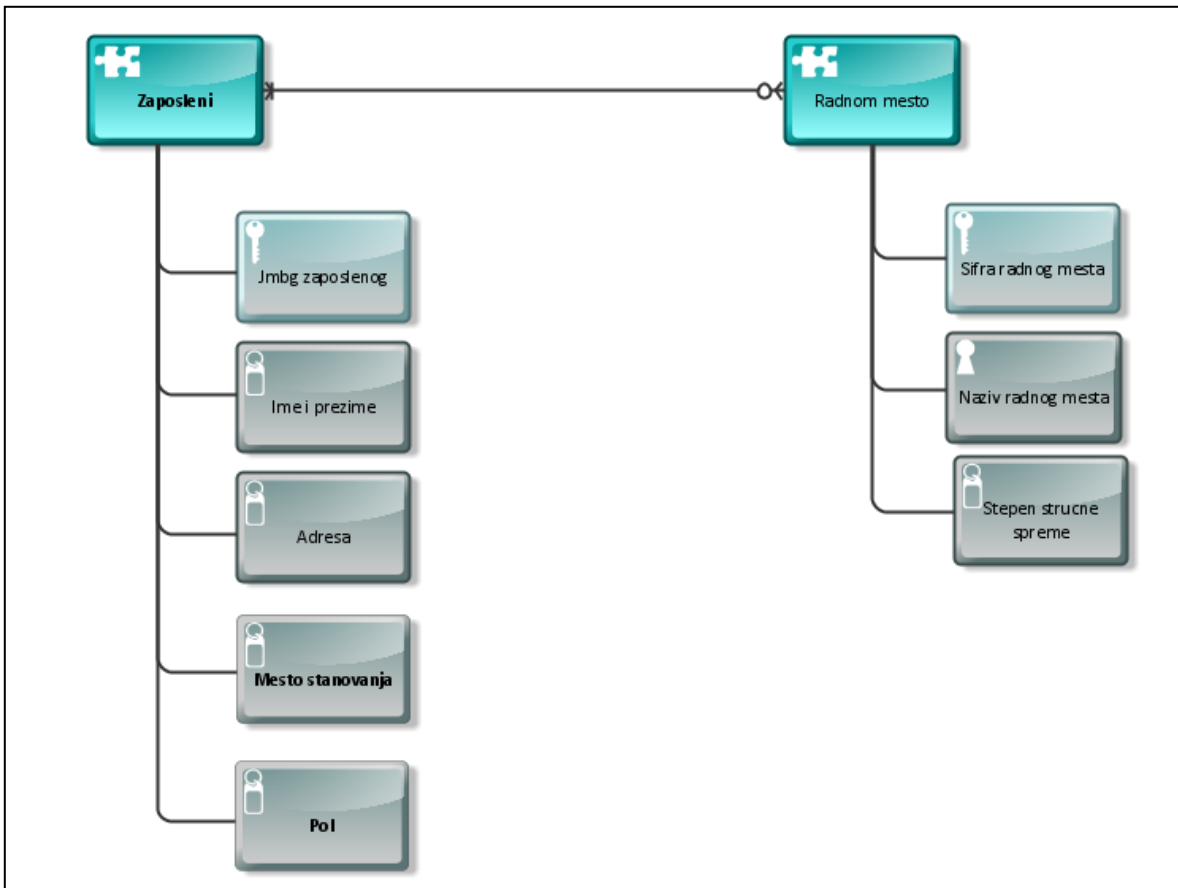 Zaposleni
Radnom mesto
Jmbg zaposlenog
Sifra radnog mesta
Ime i prezime
Naziv radnog mesta
Adresa
Stepen strucne
spreme
Mesto stanovanja
Pol